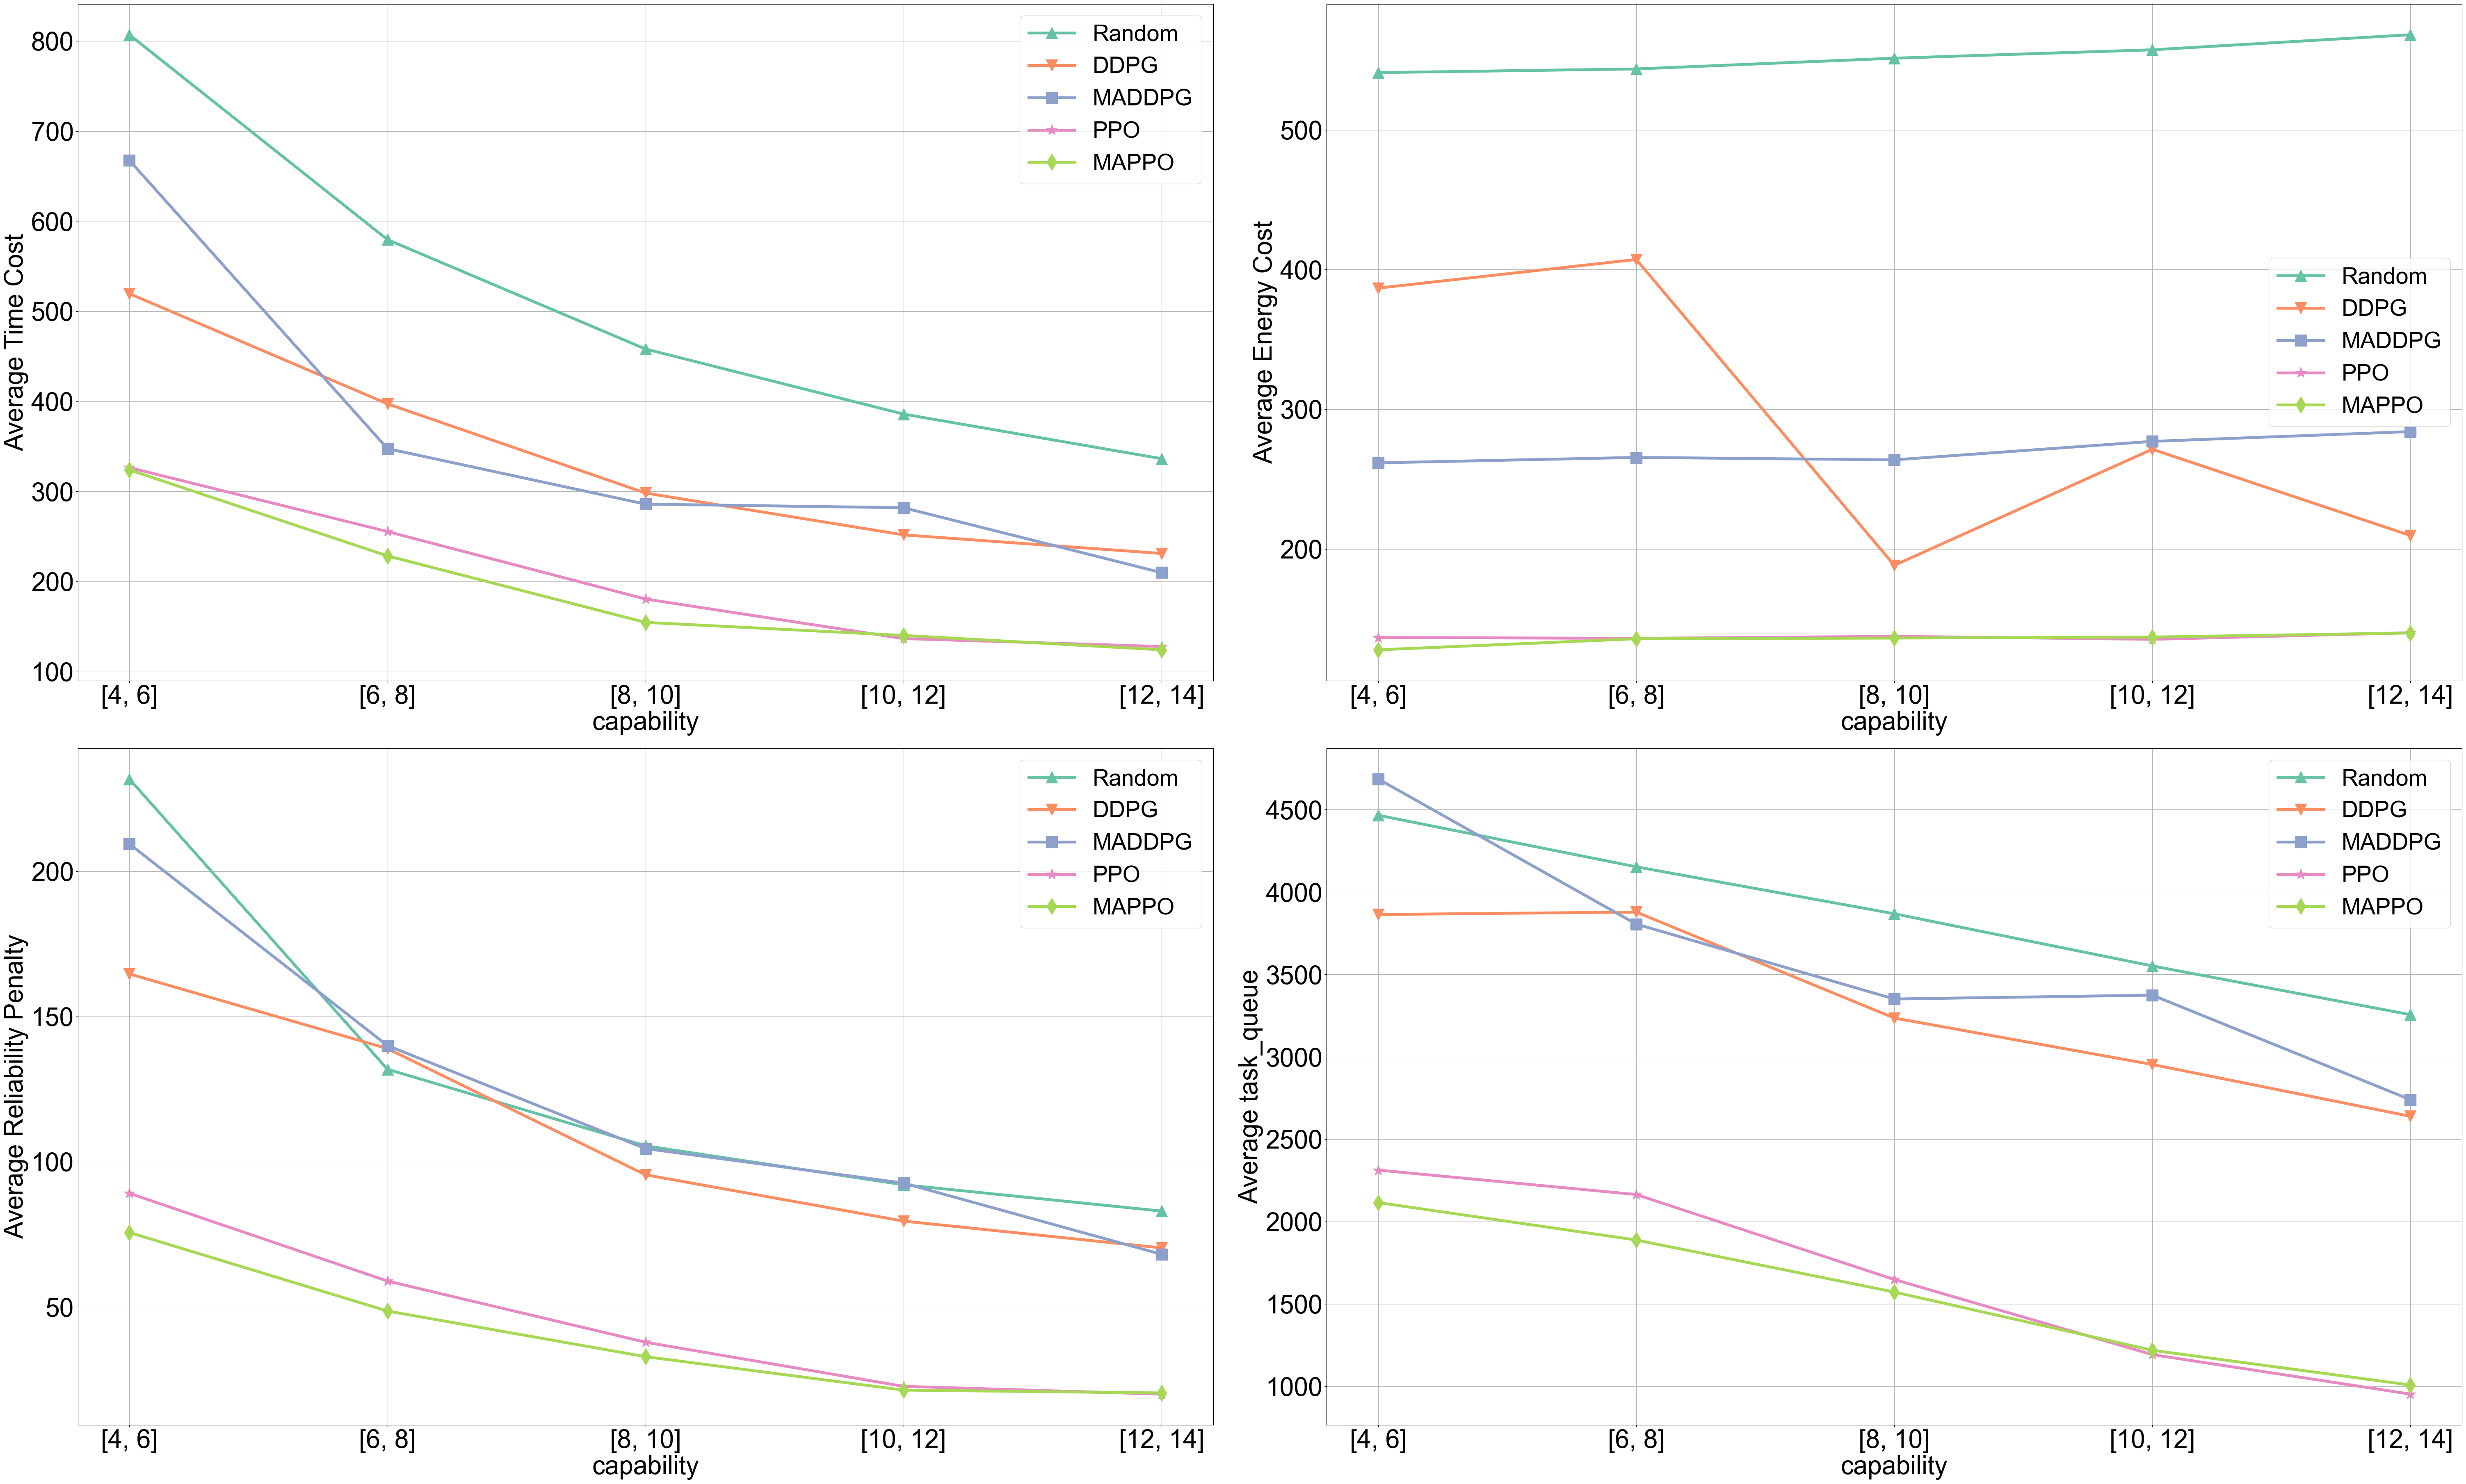 Average Time Cost
800
700
600
500
400
300
200
100
[4, 6] [6, 8] [8, 10] [10, 12] [12, 14]
capability
Random
DDPG
MADDPG
PPO
MAPPO
Average Energy Cost
500
400
300
200
[4, 6] [6, 8] [8, 10] [10, 12] [12, 14]
capability
Random
DDPG
MADDPG
PPO
MAPPO
Average Reliability Penalty
200
150
100
50
[4, 6] [6, 8] [8, 10] [10, 12] [12, 14]
capability
Random
DDPG
MADDPG
PPO
MAPPO
Average task_queue
4500
4000
3500
3000
2500
2000
1500
1000
[4, 6] [6, 8] [8, 10] [10, 12] [12, 14]
capability
Random
DDPG
MADDPG
PPO
MAPPO